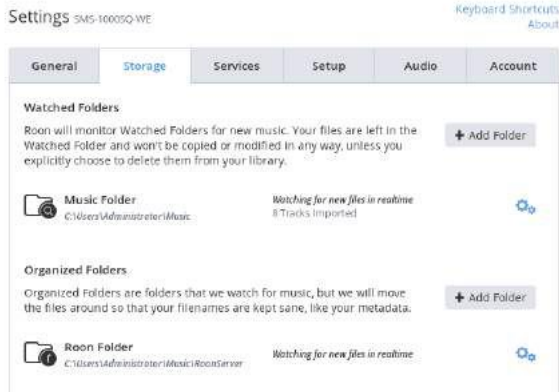 Settings SMS-1000SQ-WE
Keyboard Shortcuts
About
General Storage Services Setup Audio Account
Watched Folders
Roon will monitor Watched Folders for new music. Your files are left in the
Watched Folder and won't be copied or modified in any way, unless you
explicitly choose to delete them from your library.
+ Add Folder
Music Folder
C:\Users\Administrator\Music
Watching for new files in realtime
8 Tracks Imported
Organized Folders
Organized Folders are folders that we watch for music, but we will move
the files around so that your filenames are kept sane, like your metadata.
+ Add Folder
Roon Folder
C:\Users\Administrator\Music\RoonServer
Watching for new files in realtime